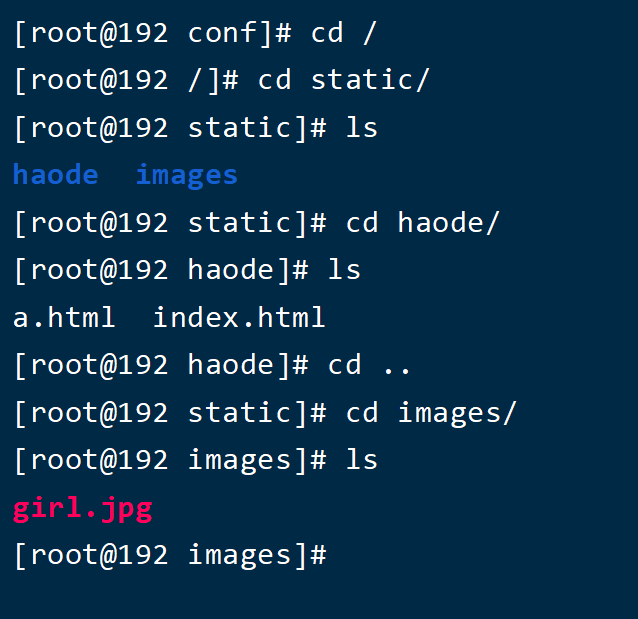 [root@192 conf]# cd /
[root@192 /]# cd static/
[root@192 static]# ls
haode  images
[root@192 static]# cd haode/
[root@192 haode]# ls
a.html  index.html
[root@192 haode]# cd ..
[root@192 static]# cd images/
[root@192 images]# ls
girl.jpg
[root@192 images]#